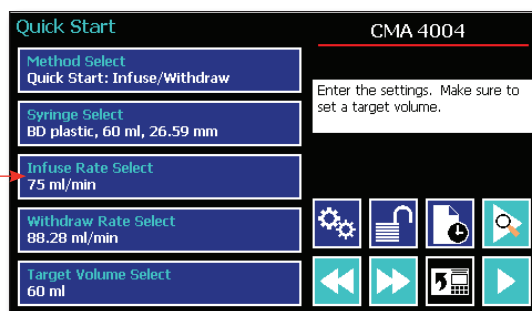 Quick Start
Method Select
Quick Start: Infuse/Withdraw
Syringe Select
BD plastic, 60 ml, 26.59 mm
Infuse Rate Select
75 ml/min
Withdraw Rate Select
88.28 ml/min
Target Volume Select
60 ml
CMA 4004
Enter the settings. Make sure to
set a target volume.